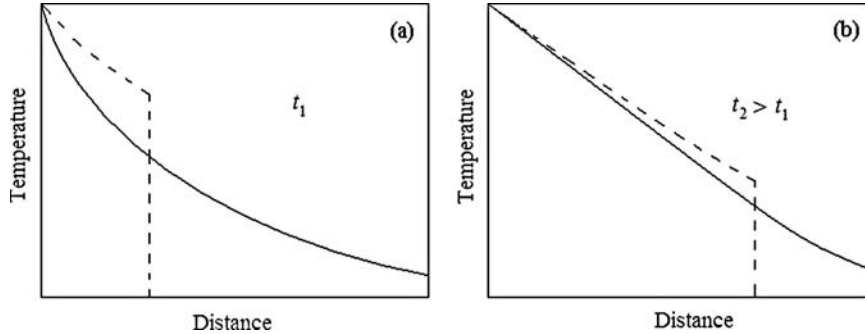 (a)
t₁
Temperature
Distance
(b)
t₂ > t₁
Temperature
Distance